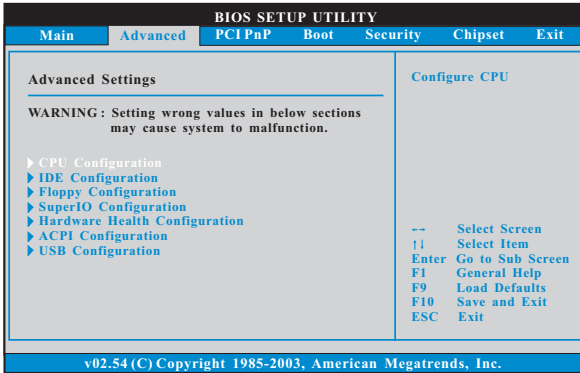 BIOS SETUP UTILITY
Main Advanced PCI PnP Boot Security Chipset Exit
Advanced Settings
WARNING : Setting wrong values in below sections
may cause system to malfunction.
CPU Configuration
IDE Configuration
Floppy Configuration
SuperIO Configuration
Hardware Health Configuration
ACPI Configuration
USB Configuration
Configure CPU
←→ Select Screen
↑↓ Select Item
Enter Go to Sub Screen
F1 General Help
F9 Load Defaults
F10 Save and Exit
ESC Exit
v02.54 (C) Copyright 1985-2003, American Megatrends, Inc.